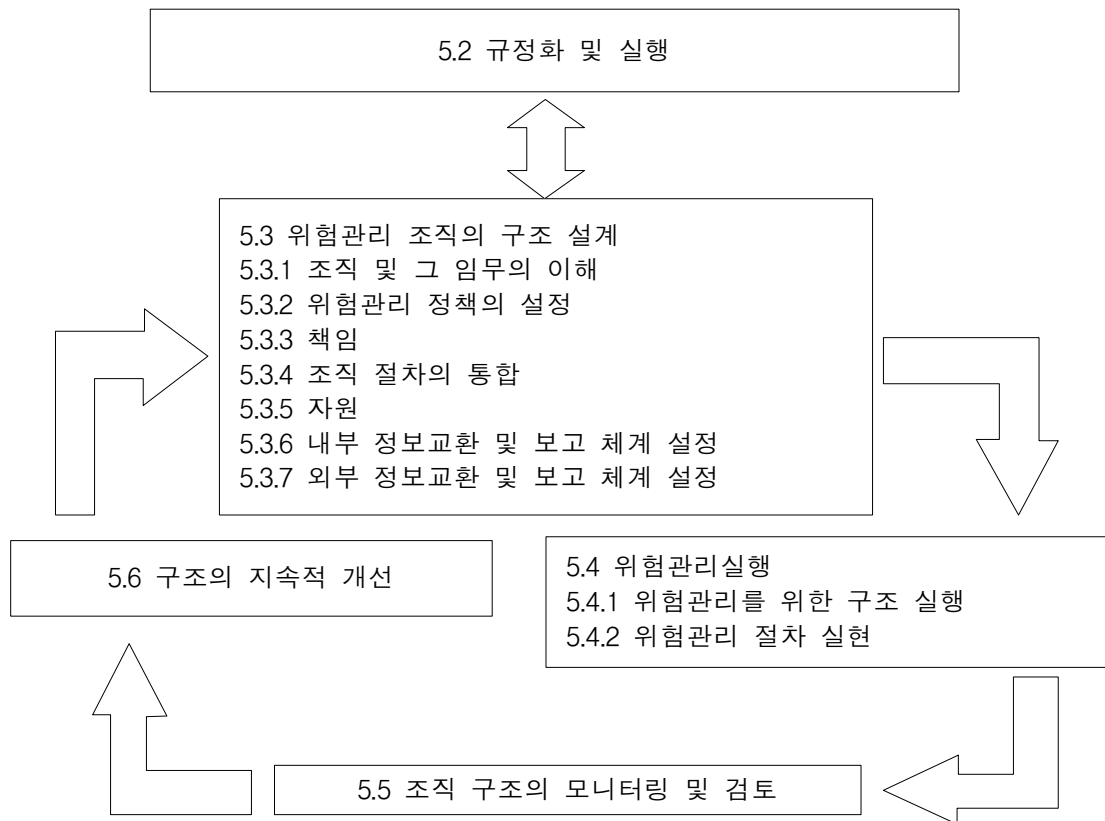 5.2 규정화 및 실행
5.3 위험관리 조직의 구조 설계
5.3.1 조직 및 그 임무의 이해
5.3.2 위험관리 정책의 설정
5.3.3 책임
5.3.4 조직 절차의 통합
5.3.5 자원
5.3.6 내부 정보교환 및 보고 체계 설정
5.3.7 외부 정보교환 및 보고 체계 설정
5.4 위험관리실행
5.4.1 위험관리를 위한 구조 실행
5.4.2 위험관리 절차 실현
5.5 조직 구조의 모니터링 및 검토
5.6 구조의 지속적 개선